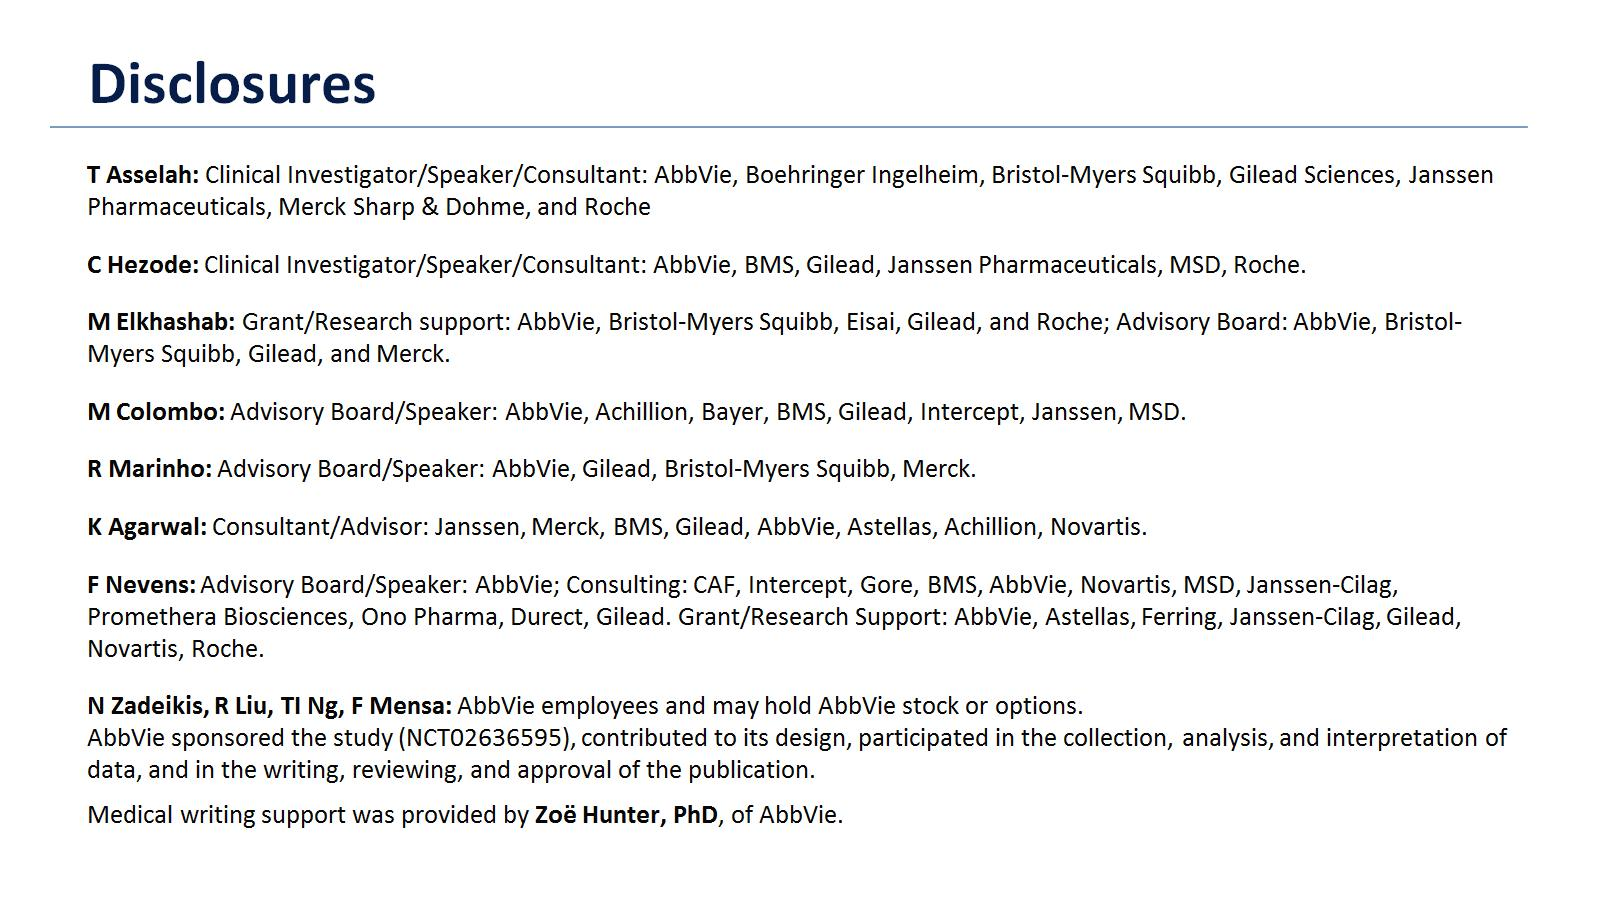 Disclosures
T Asselah: Clinical Investigator/Speaker/Consultant: AbbVie, Boehringer Ingelheim, Bristol-Myers Squibb, Gilead Sciences, Janssen
Pharmaceuticals, Merck Sharp & Dohme, and Roche
C Hezode: Clinical Investigator/Speaker/Consultant: AbbVie, BMS, Gilead, Janssen Pharmaceuticals, MSD, Roche.
M Elkhashab: Grant/Research support: AbbVie, Bristol-Myers Squibb, Eisai, Gilead, and Roche; Advisory Board: AbbVie, Bristol-
Myers Squibb, Gilead, and Merck.
M Colombo: Advisory Board/Speaker: AbbVie, Achillion, Bayer, BMS, Gilead, Intercept, Janssen, MSD.
R Marinho: Advisory Board/Speaker: AbbVie, Gilead, Bristol-Myers Squibb, Merck.
K Agarwal: Consultant/Advisor: Janssen, Merck, BMS, Gilead, AbbVie, Astellas, Achillion, Novartis.
F Nevens: Advisory Board/Speaker: AbbVie; Consulting: CAF, Intercept, Gore, BMS, AbbVie, Novartis, MSD, Janssen-Cilag,
Promethera Biosciences, Ono Pharma, Durect, Gilead. Grant/Research Support: AbbVie, Astellas, Ferring, Janssen-Cilag, Gilead,
Novartis, Roche.
N Zadeikis, R Liu, TI Ng, F Mensa: AbbVie employees and may hold AbbVie stock or options.
AbbVie sponsored the study (NCT02636595), contributed to its design, participated in the collection, analysis, and interpretation of
data, and in the writing, reviewing, and approval of the publication.
Medical writing support was provided by Zoë Hunter, PhD, of AbbVie.